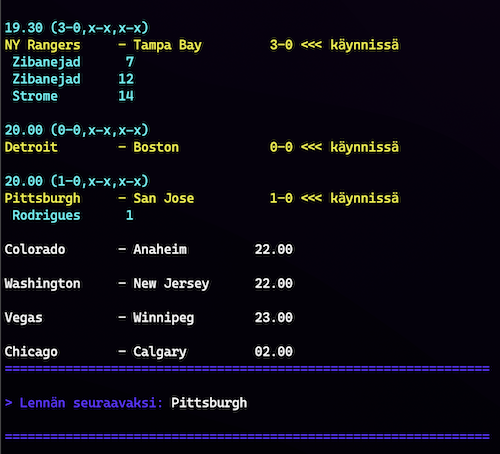 19.30 (3-0,x-x,x-x)
NY Rangers - Tampa Bay 3-0 <<< käynnissä
Zibanejad 7
Zibanejad 12
Strome 14
20.00 (0-0,x-x,x-x)
Detroit - Boston 0-0 <<< käynnissä
20.00 (1-0,x-x,x-x)
Pittsburgh - San Jose 1-0 <<< käynnissä
Rodrigues 1
Colorado - Anaheim 22.00
Washington - New Jersey 22.00
Vegas - Winnipeg 23.00
Chicago - Calgary 02.00
================================================================
> Lennän seuraavaksi: Pittsburgh
================================================================